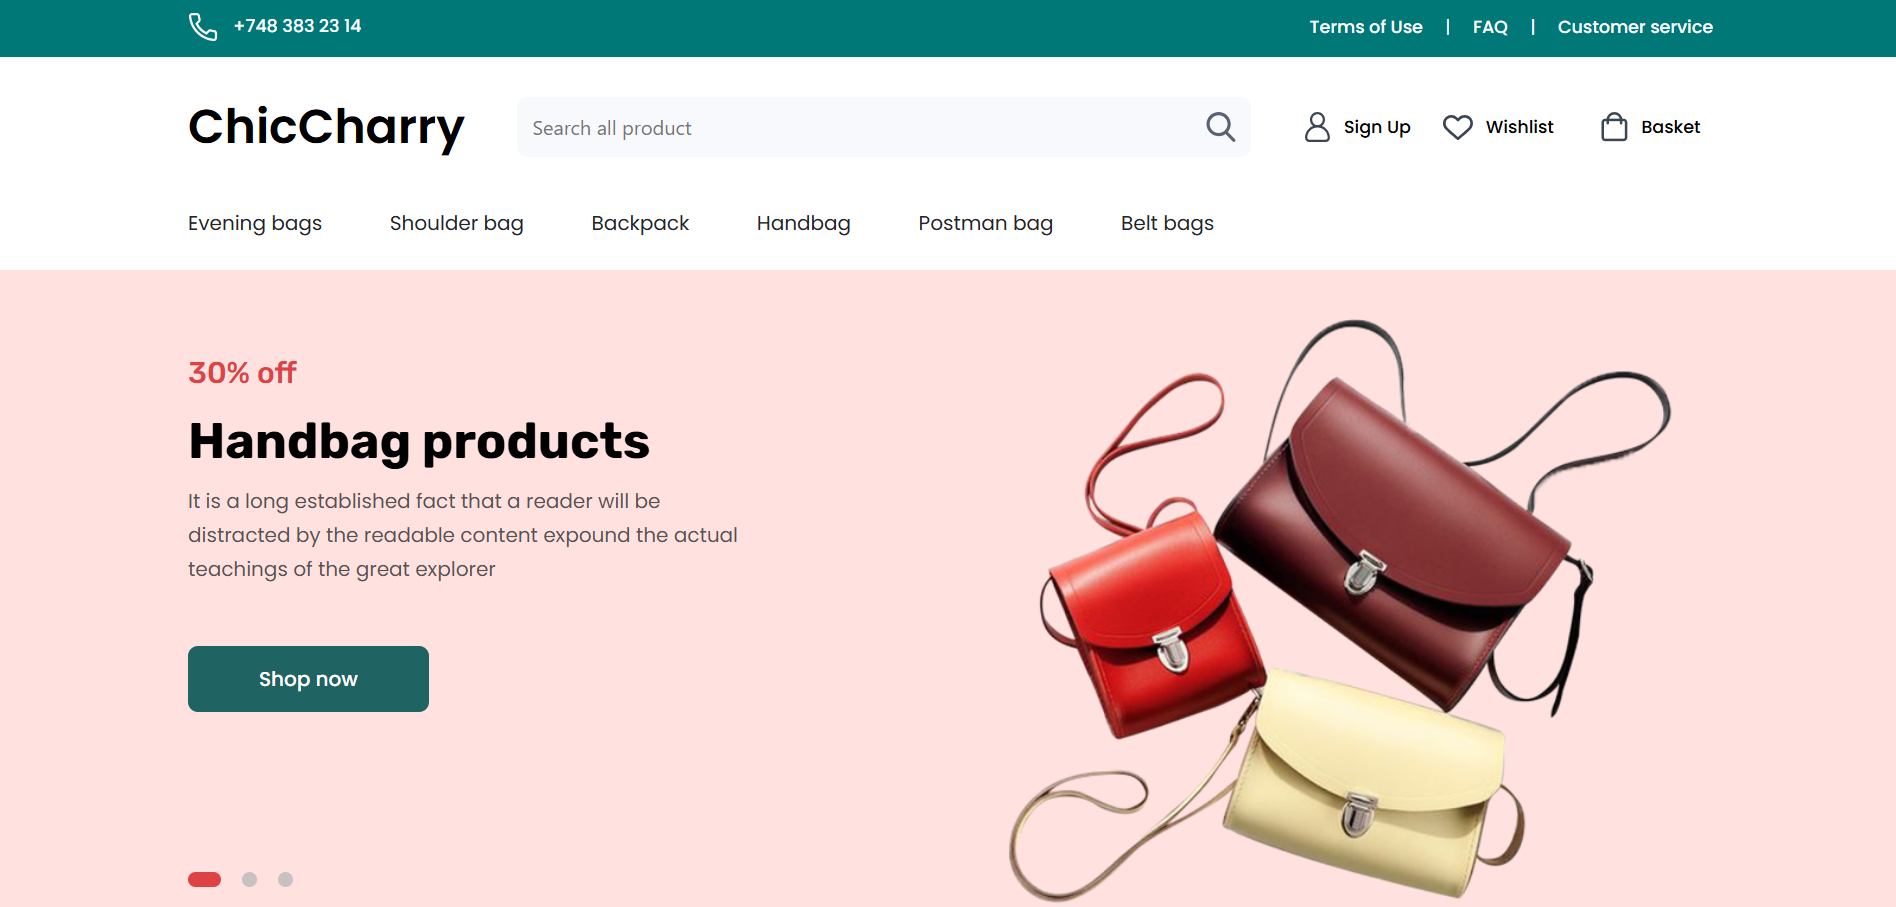 +748 383 23 14
Terms of Use | FAQ | Customer service
ChicCharry
Search all product
Sign Up
Wishlist
Basket
Evening bags
Shoulder bag
Backpack
Handbag
Postman bag
Belt bags
30% off
Handbag products
It is a long established fact that a reader will be
distracted by the readable content expound the actual
teachings of the great explorer
Shop now